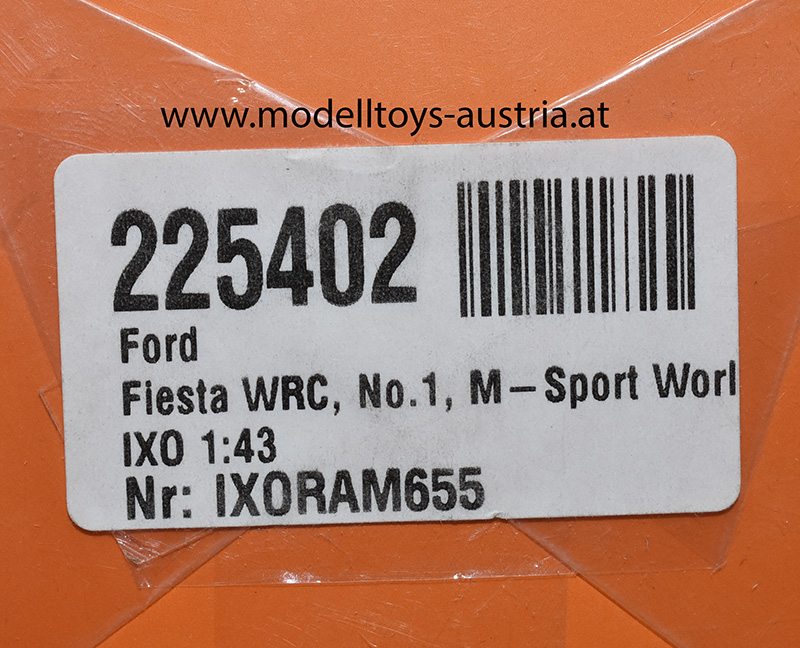 www.modelltoys-austria.at
225402
Ford
Fiesta WRC, No.1, M-Sport Worl
IXO 1:43
Nr: IXORAM655